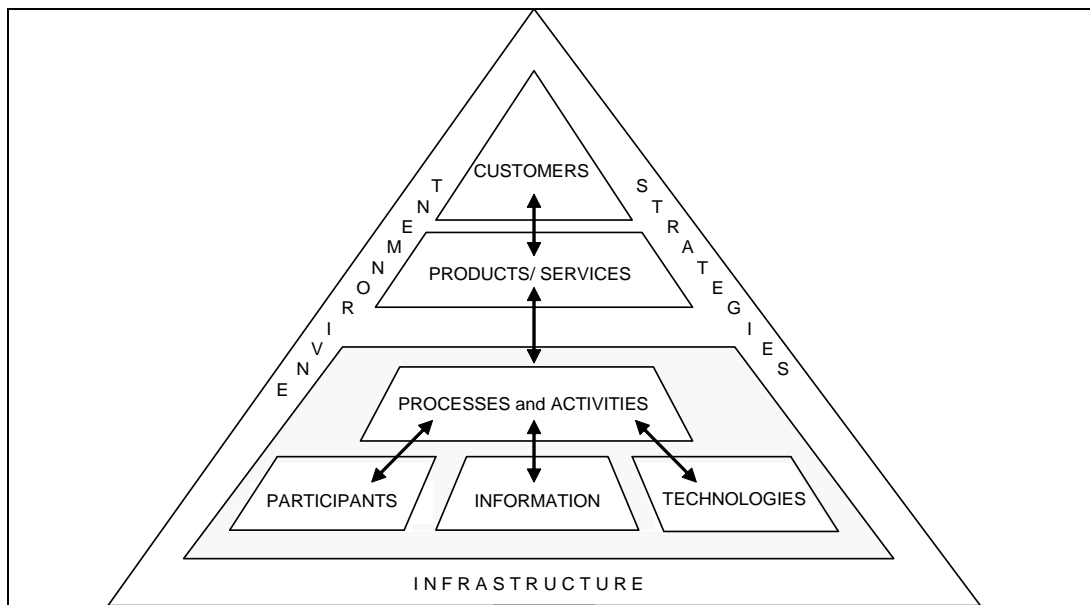 CUSTOMERS
PRODUCTS/ SERVICES
PROCESSES and ACTIVITIES
PARTICIPANTS
INFORMATION
TECHNOLOGIES
ENVIRONMENT
STRATEGIES
INFRASTRUCTURE